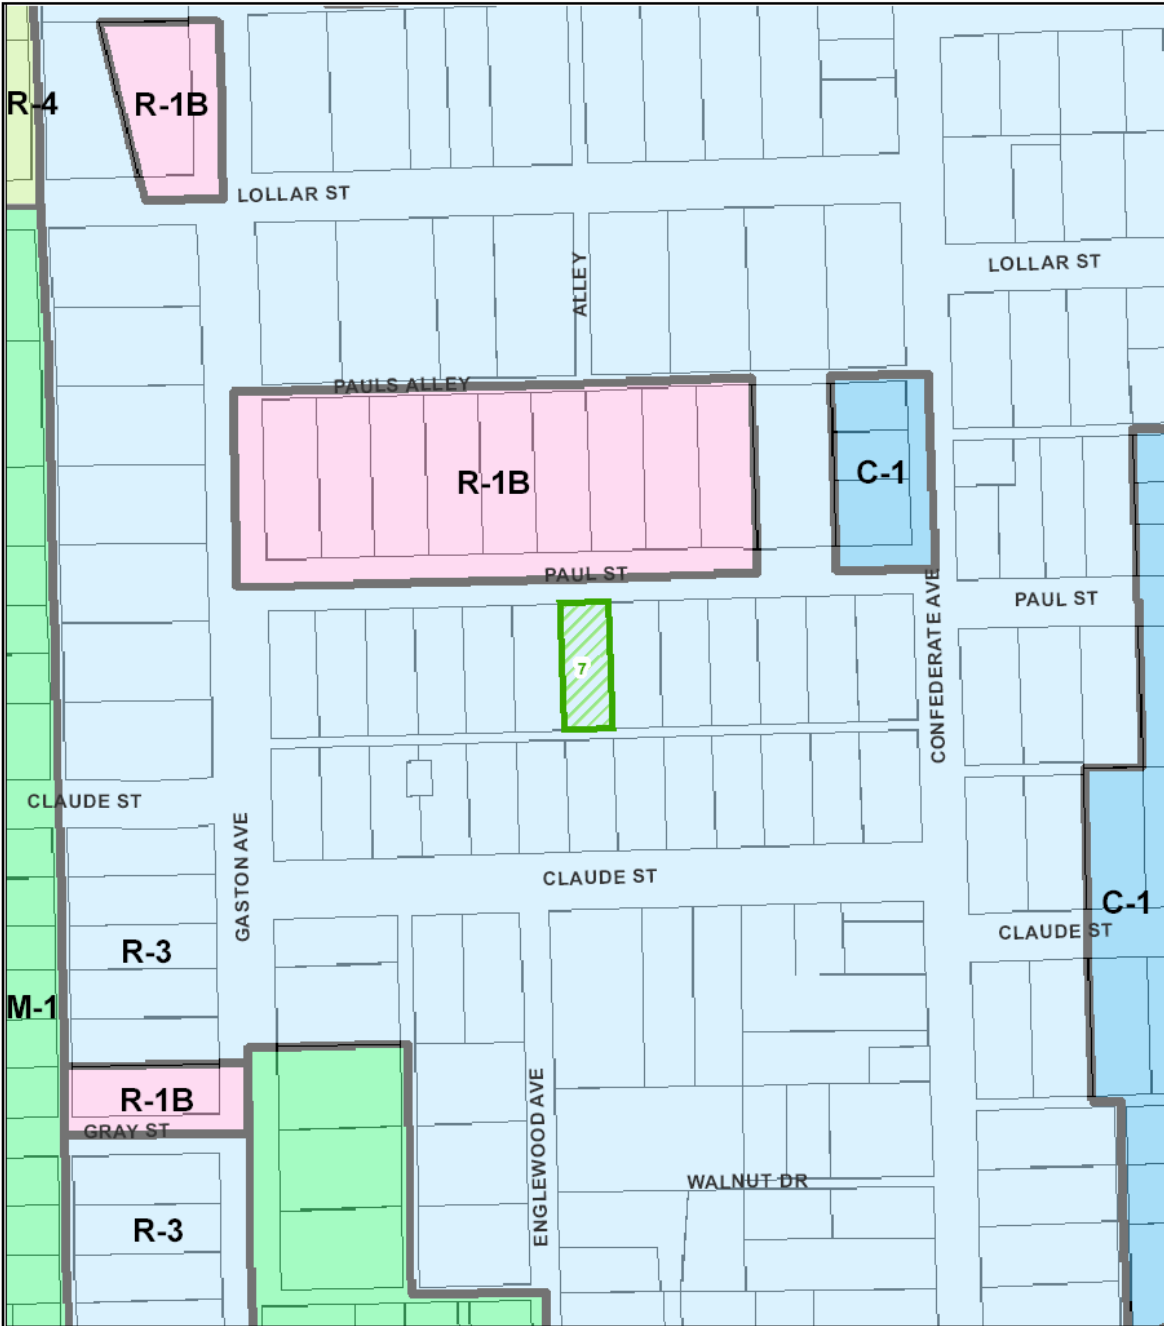 R-4
R-1B
LOLLAR ST
ALLEY
LOLLAR ST
PAULS ALLEY
R-1B
C-1
PAUL ST
PAUL ST
CONFEDERATE AVE
7
CLAUDE ST
GASTON AVE
CLAUDE ST
C-1
CLAUDE ST
R-3
M-1
R-1B
GRAY ST
ENGLEWOOD AVE
WALNUT DR
R-3